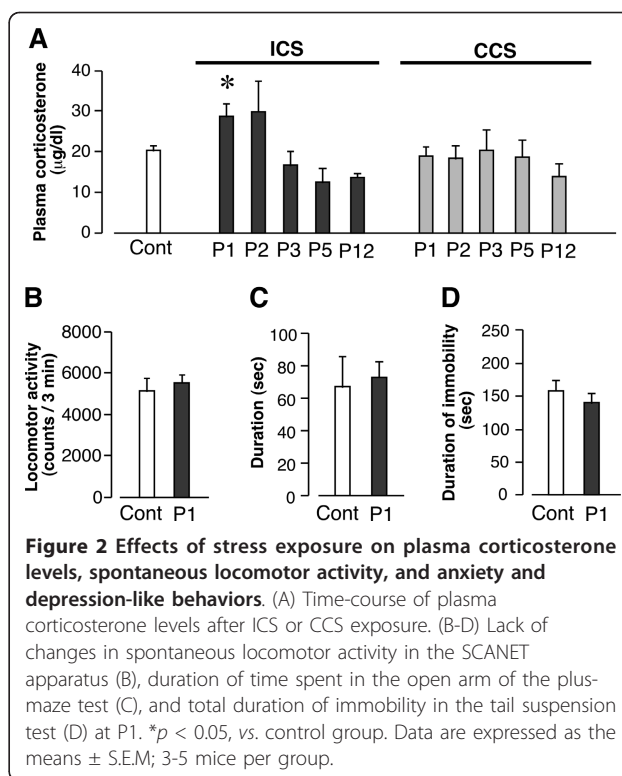 A
ICS
CCS
Plasma corticosterone
(μg/dl)
40
30
20
10
0
*
Cont
P1 P2 P3 P5 P12
P1 P2 P3 P5 P12
B
Locomotor activity
(counts / 3 min)
8000
6000
4000
2000
0
Cont P1
C
Duration (sec)
100
80
60
40
20
0
Cont P1
D
Duration of immobility
(sec)
250
200
150
100
50
0
Cont P1
Figure 2 Effects of stress exposure on plasma corticosterone
levels, spontaneous locomotor activity, and anxiety and
depression-like behaviors. (A) Time-course of plasma
corticosterone levels after ICS or CCS exposure. (B-D) Lack of
changes in spontaneous locomotor activity in the SCANET
apparatus (B), duration of time spent in the open arm of the plus-
maze test (C), and total duration of immobility in the tail suspension
test (D) at P1. *p < 0.05, vs. control group. Data are expressed as the
means ± S.E.M; 3-5 mice per group.